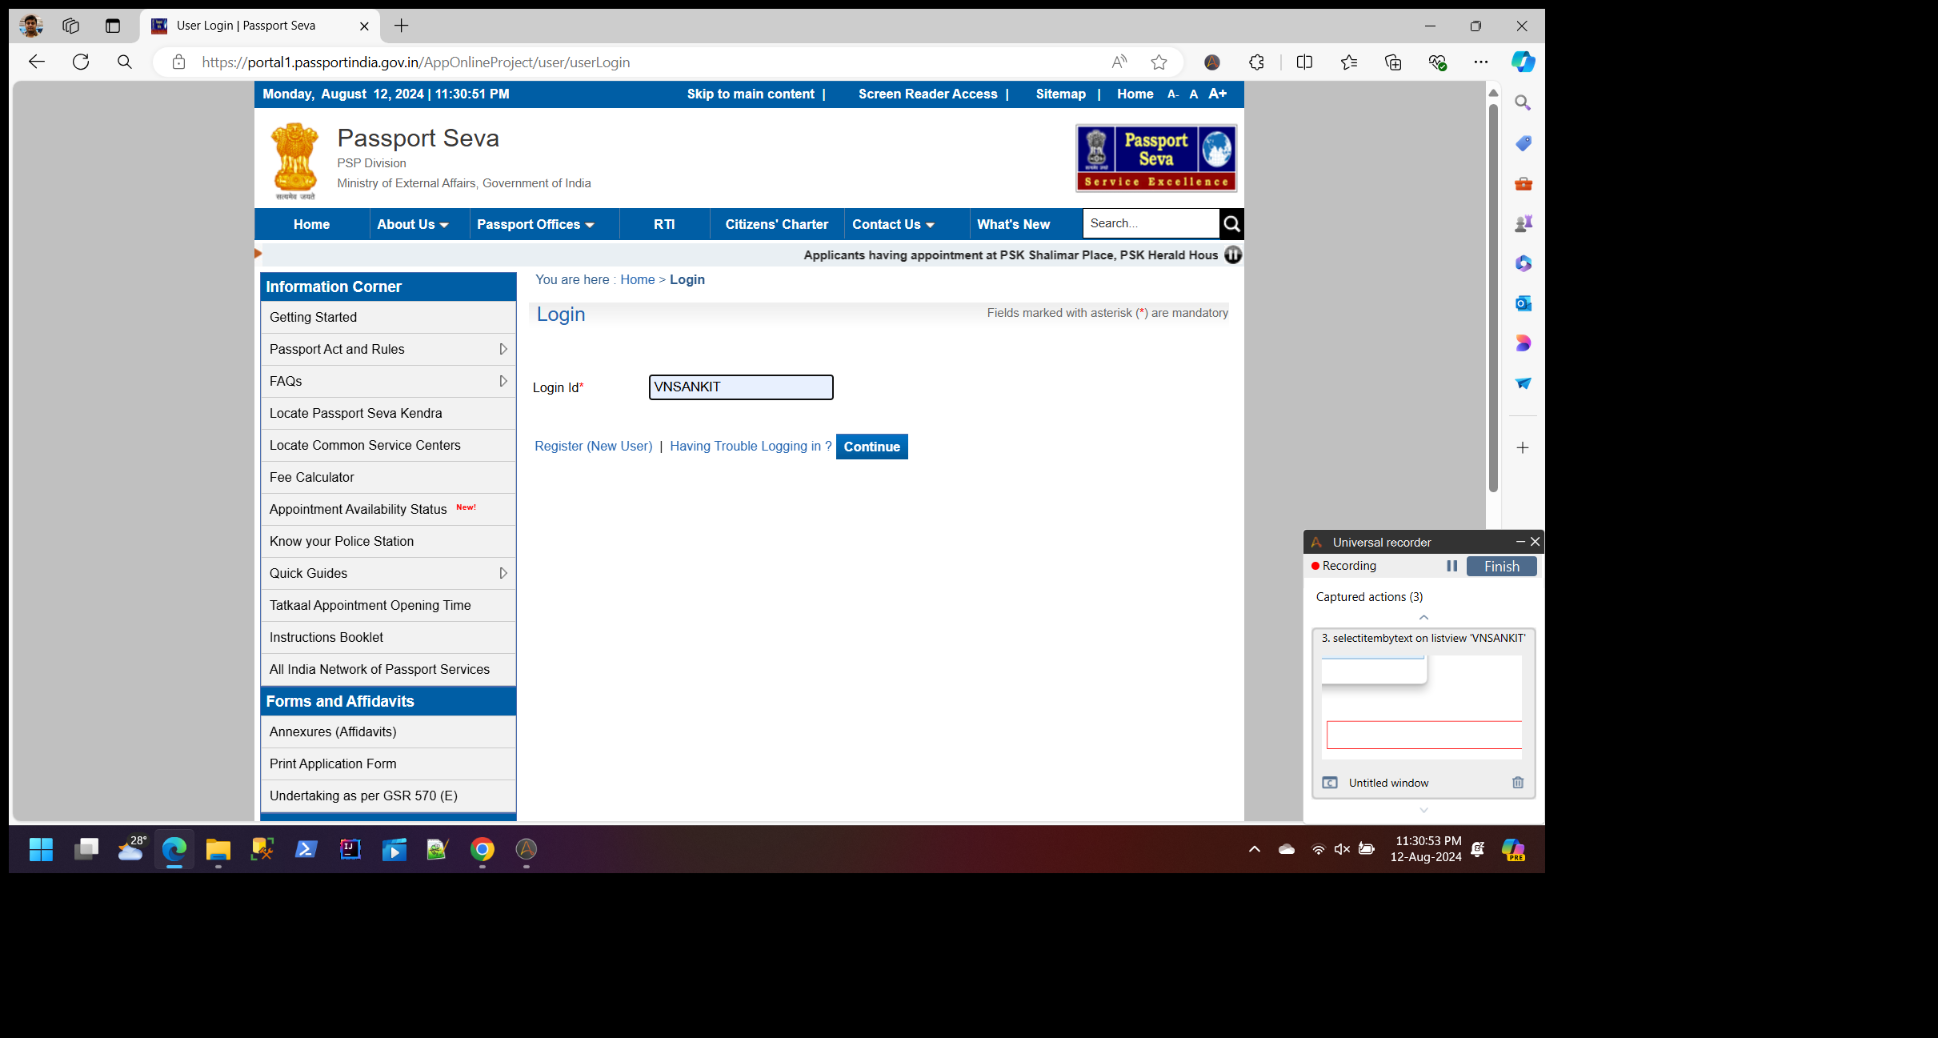 User Login | Passport Seva
https://portal1.passportindia.gov.in/AppOnlineProject/user/userLogin
Monday, August 12, 2024 | 11:30:51 PM
Skip to main content |
Screen Reader Access |
Sitemap |
Home
A- A A+
Passport Seva
PSP Division
Ministry of External Affairs, Government of India
Passport
Seva
Service Excellence
Home
About Us
Passport Offices
RTI
Citizens' Charter
Contact Us
What's New
Search...
Applicants having appointment at PSK Shalimar Place, PSK Herald Hous
Information Corner
Getting Started
Passport Act and Rules
FAQs
Locate Passport Seva Kendra
Locate Common Service Centers
Fee Calculator
Appointment Availability Status New!
Know your Police Station
Quick Guides
Tatkaal Appointment Opening Time
Instructions Booklet
All India Network of Passport Services
Forms and Affidavits
Annexures (Affidavits)
Print Application Form
Undertaking as per GSR 570 (E)
You are here : Home > Login
Login
Fields marked with asterisk (*) are mandatory
Login Id*
VNSANKIT
Register (New User) | Having Trouble Logging in ? Continue
Universal recorder
Recording
Finish
Captured actions (3)
3. selectitembytext on listview 'VNSANKIT'
Untitled window
28°
11:30:53 PM
12-Aug-2024
PRE